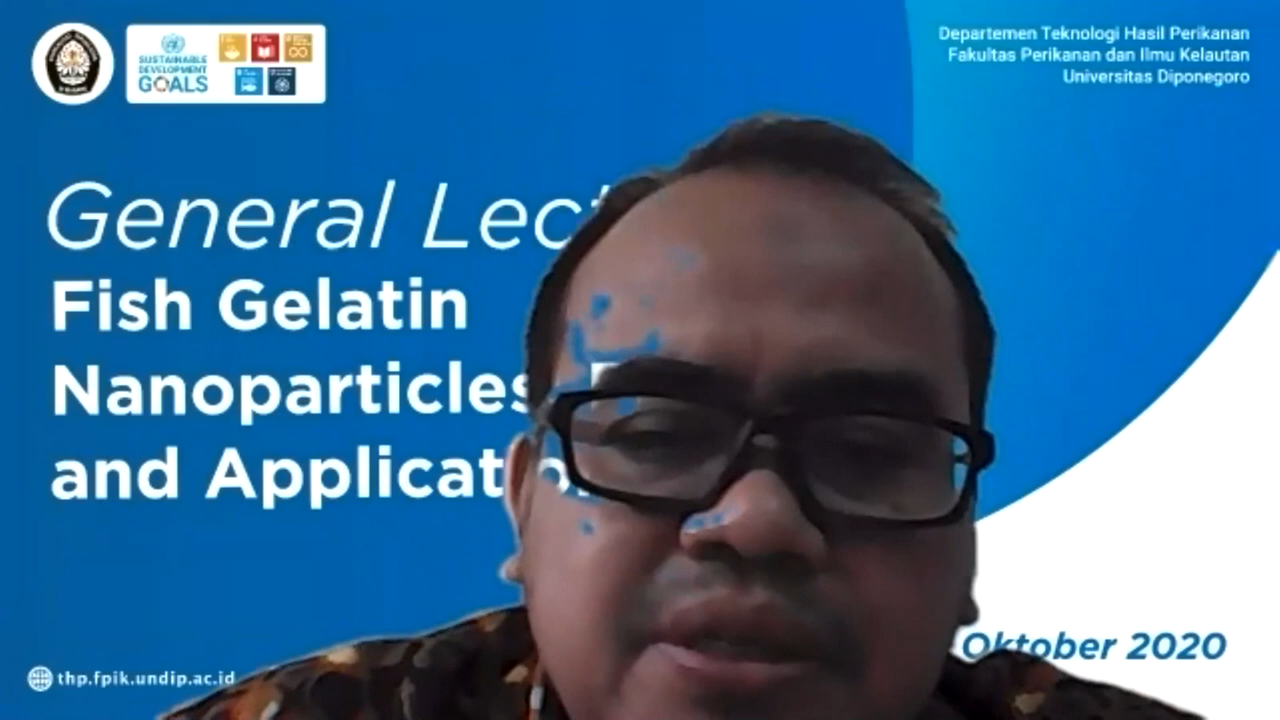 SUSTAINABLE
DEVELOPMENT
GOALS
Departemen Teknologi Hasil Perikanan
Fakultas Perikanan dan Ilmu Kelautan
Universitas Diponegoro
General Lect
Fish Gelatin
Nanoparticles
and Applicatio
Oktober 2020
thp.fpik.undip.ac.id